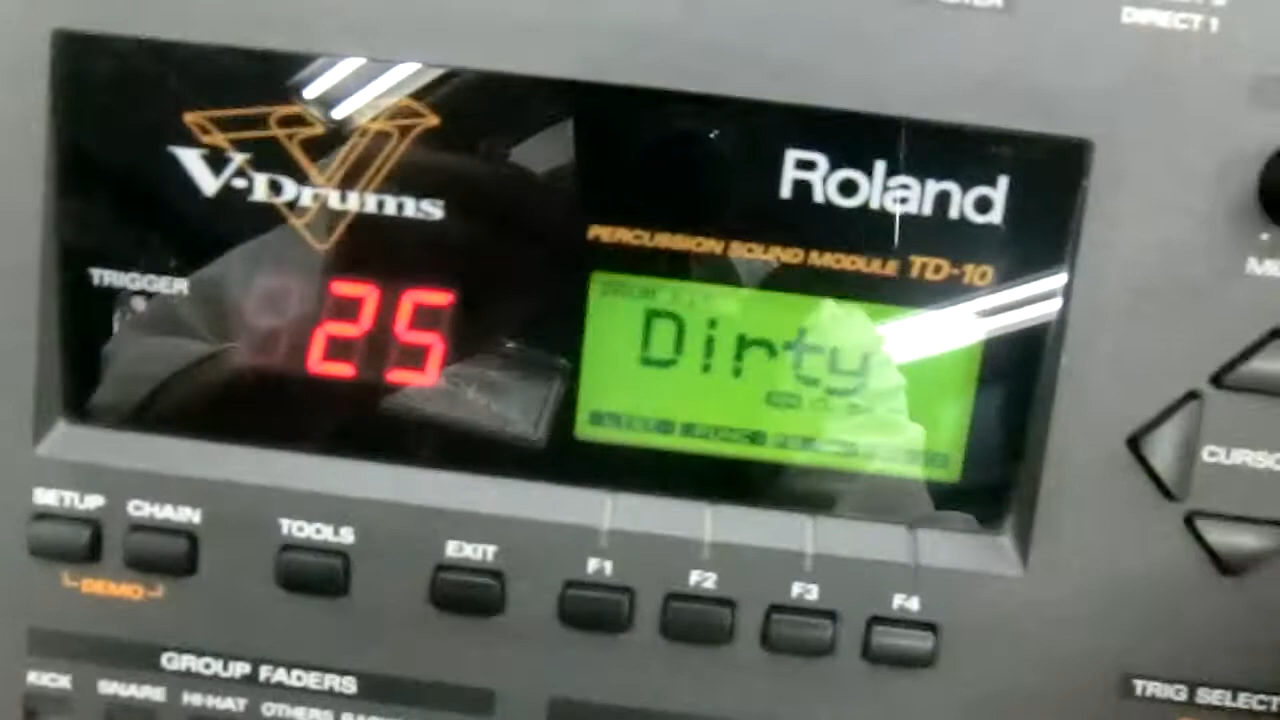 DIRECT 1
V-Drums
Roland
PERCUSSION SOUND MODULE TD-10
TRIGGER
25
Dirty
SETUP
CHAIN
TOOLS
EXIT
F1
F2
F3
F4
DEMO
CURSO
GROUP FADERS
KICK
SNARE
HI-HAT
OTHERS
TRIG SELECT